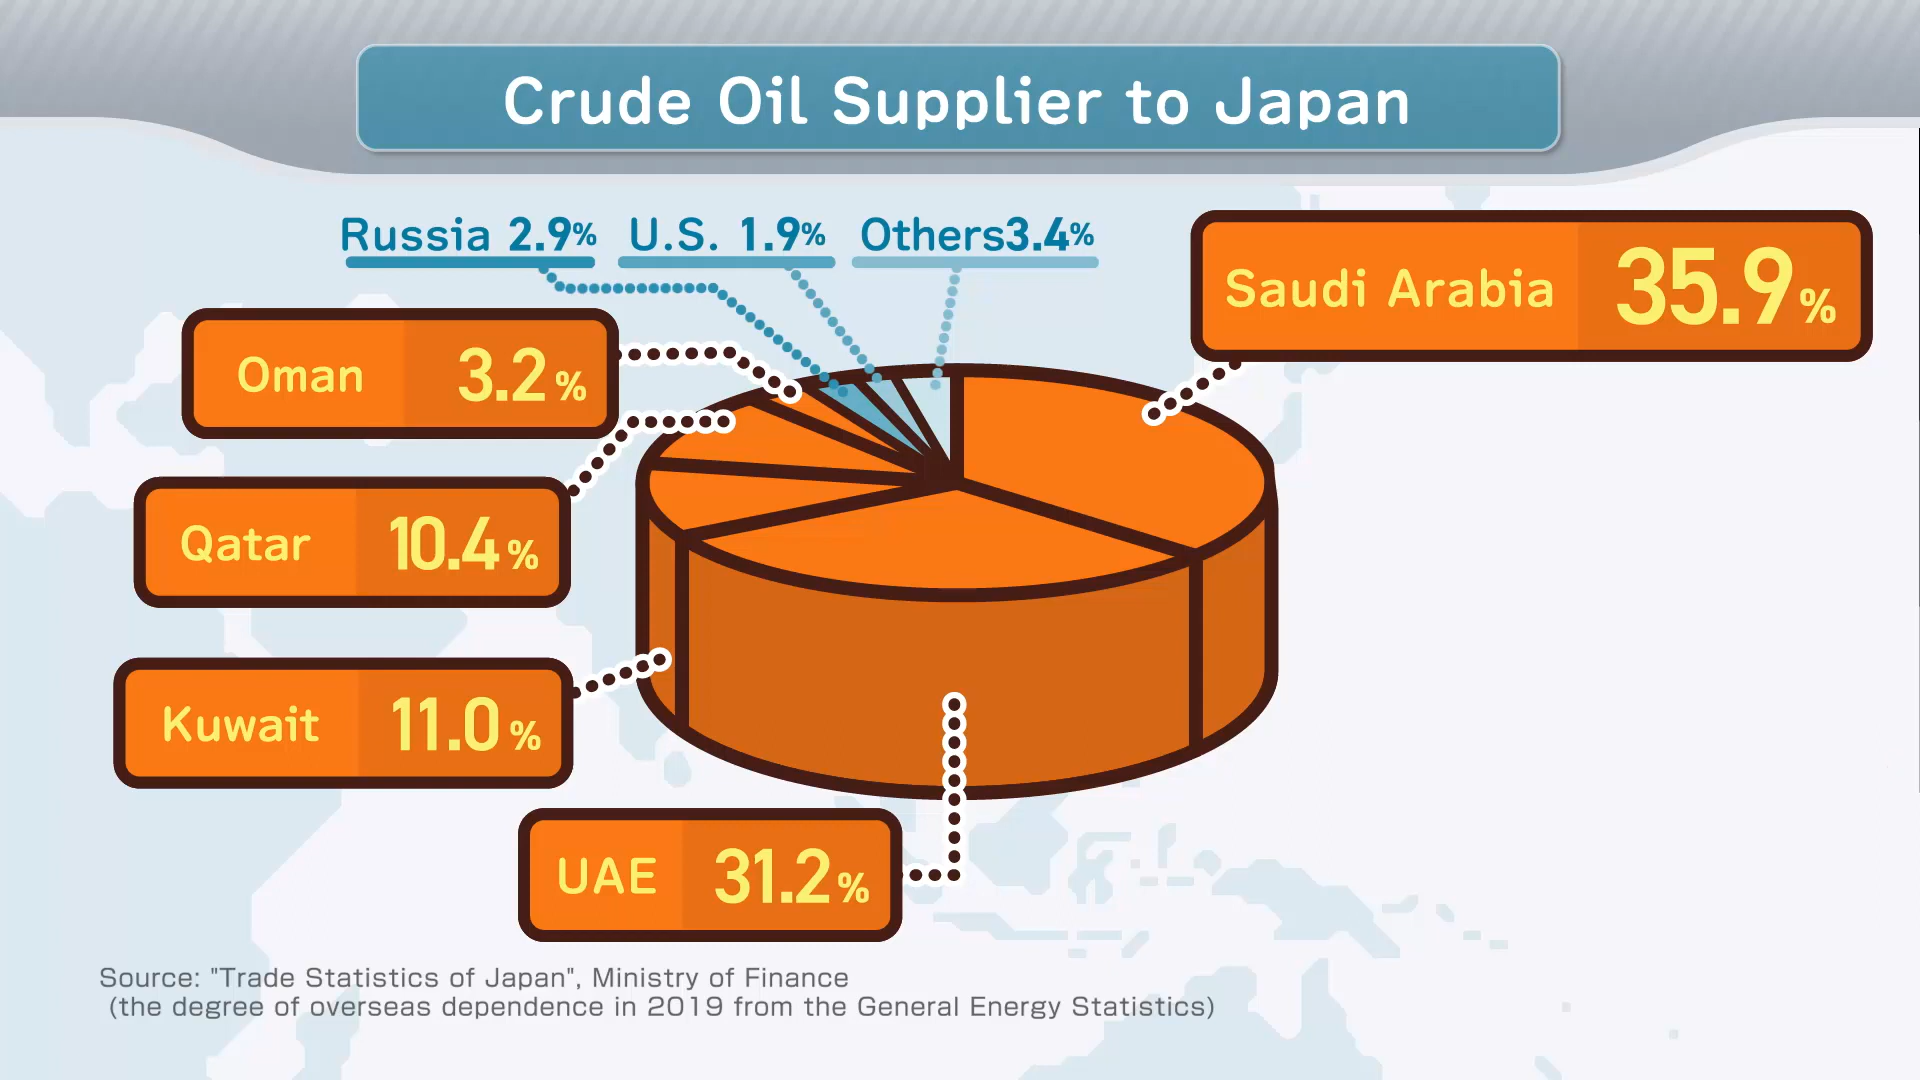 Crude Oil Supplier to Japan
Russia 2.9% U.S. 1.9% Others3.4%
Saudi Arabia 35.9%
Oman 3.2%
Qatar 10.4%
Kuwait 11.0%
UAE 31.2%
Source: "Trade Statistics of Japan", Ministry of Finance
(the degree of overseas dependence in 2019 from the General Energy Statistics)